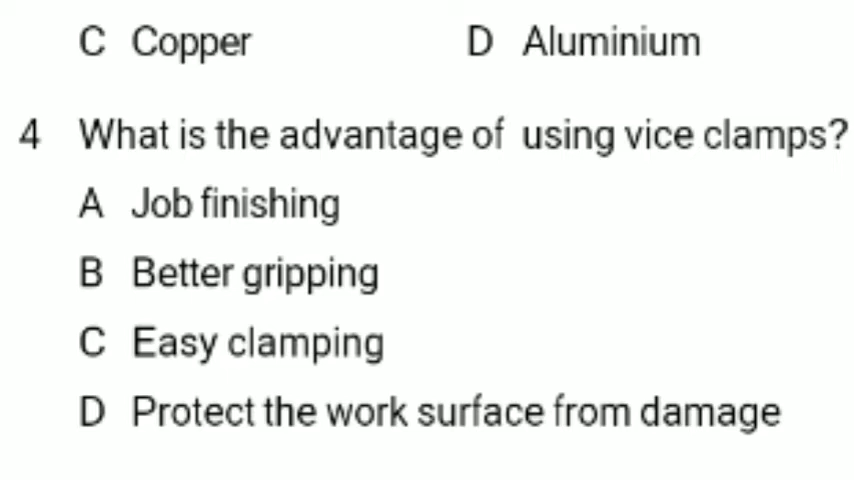 C Copper D Aluminium
4 What is the advantage of using vice clamps?
A Job finishing
B Better gripping
C Easy clamping
D Protect the work surface from damage